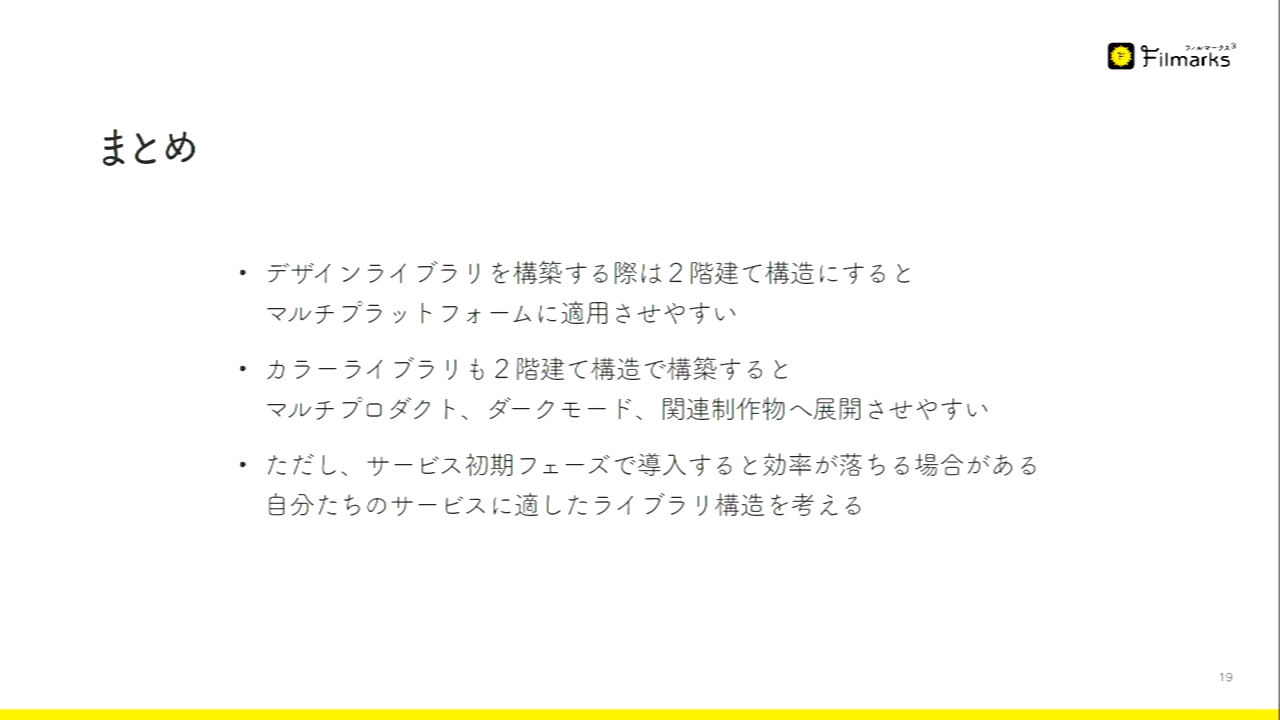 フィルマークス3
Filmarks
まとめ
• デザインライブラリを構築する際は２階建て構造にすると
マルチプラットフォームに適用させやすい
• カラーライブラリも２階建て構造で構築すると
マルチプロダクト、ダークモード、関連制作物へ展開させやすい
• ただし、サービス初期フェーズで導入すると効率が落ちる場合がある
自分たちのサービスに適したライブラリ構造を考える
19